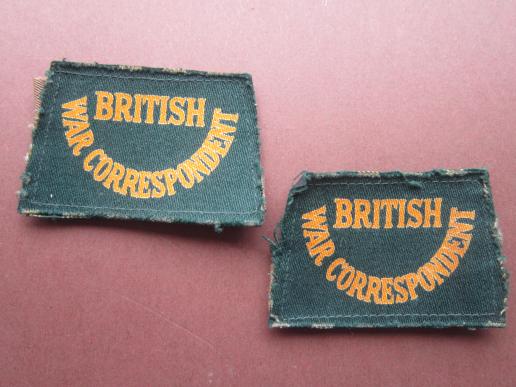 BRITISH
WAR CORRESPONDENT
BRITISH
WAR CORRESPONDENT